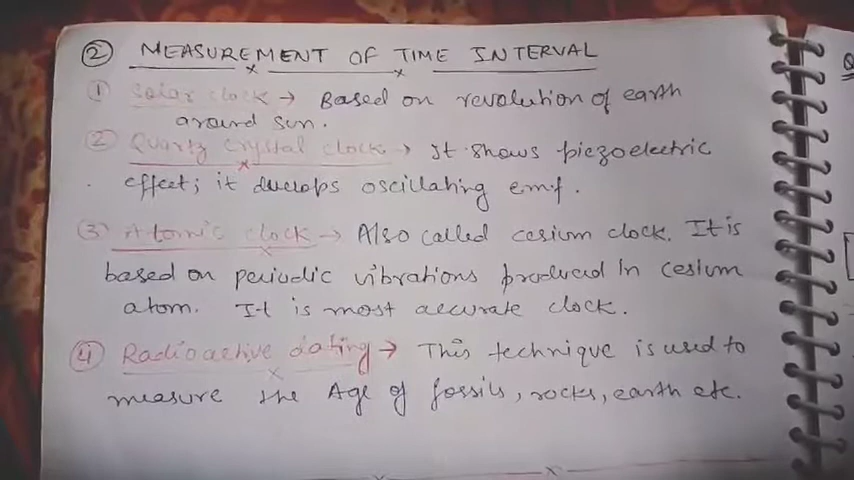 ② MEASUREMENT OF TIME INTERVAL
① Solar clock → Based on revolution of earth
around sun.
② Quartz crystal clock → It shows piezoelectric
effect; it develops oscillating emf.
③ Atomic clock → Also called cesium clock. It is
based on periodic vibrations produced in cesium
atom. It is most accurate clock.
④ Radioactive dating → This technique is used to
measure the Age of fossils, rocks, earth etc.